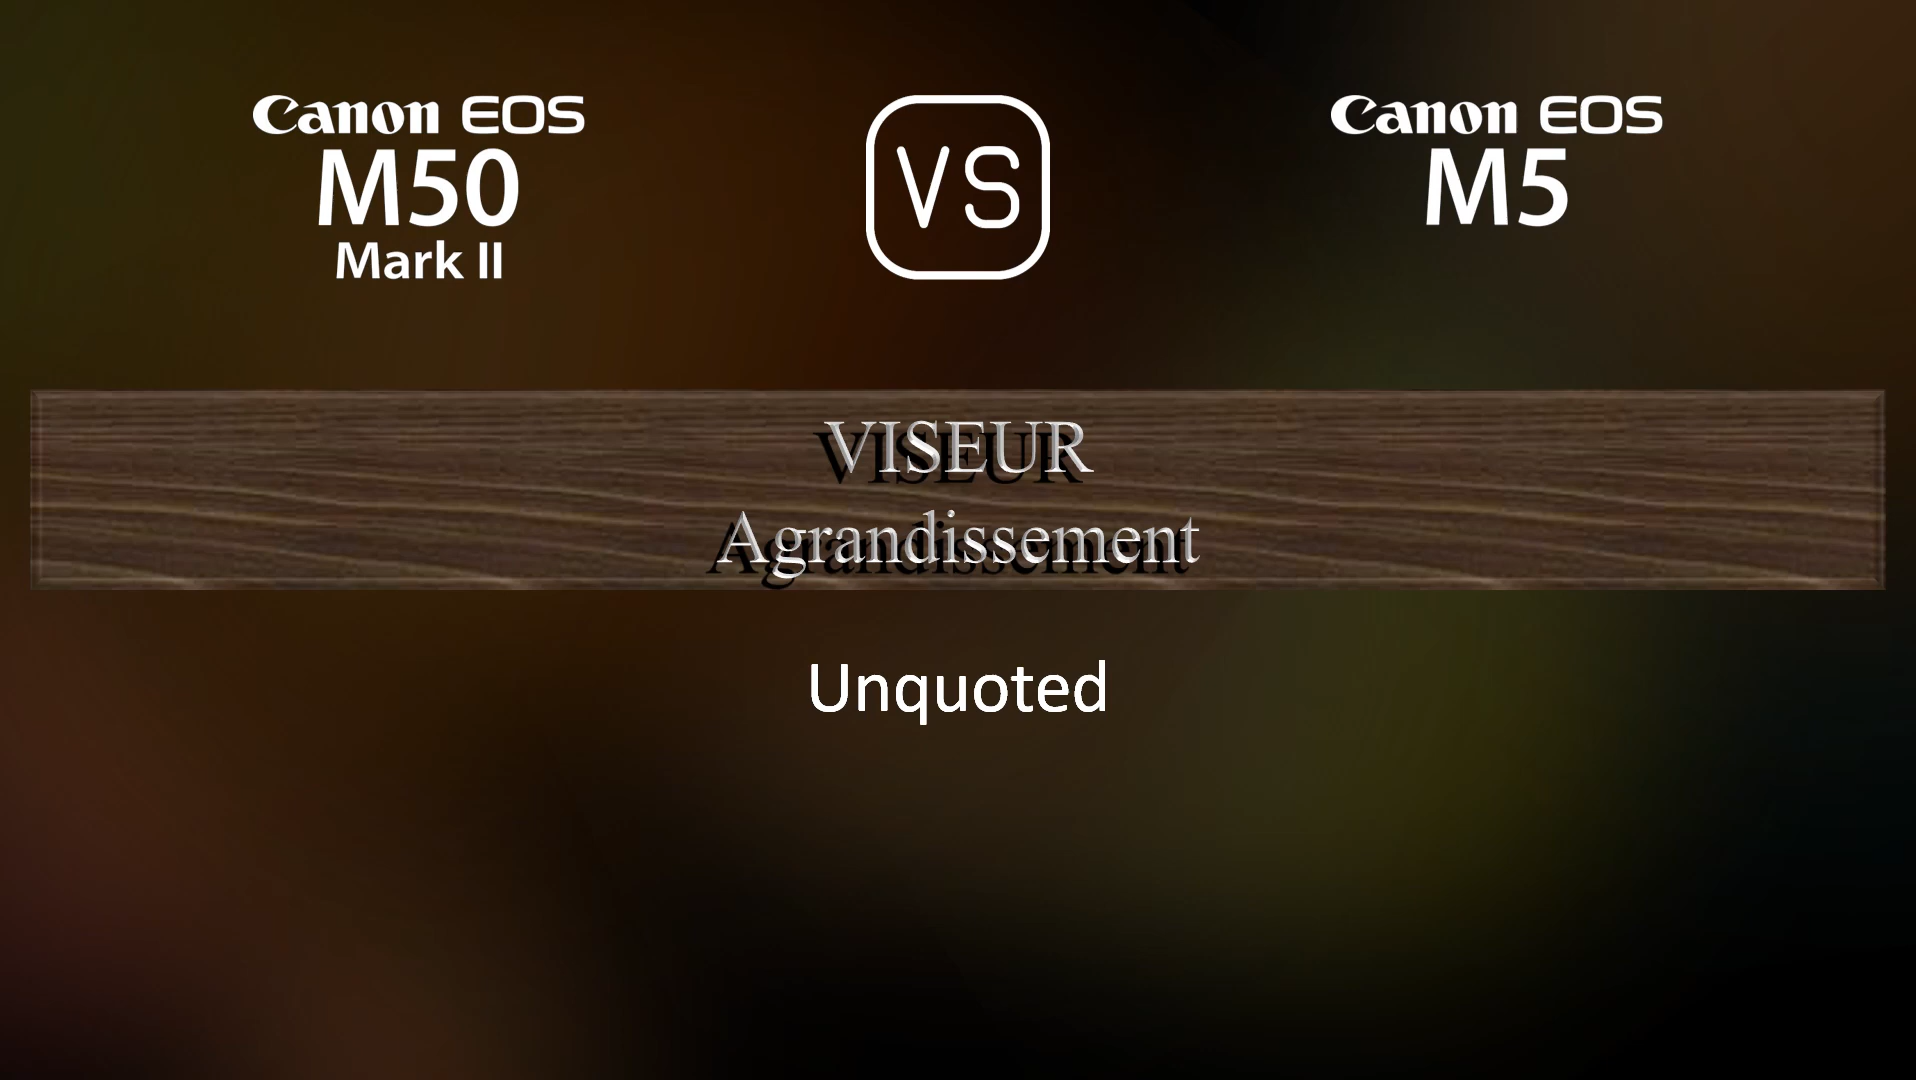 Canon EOS
M50
Mark II
VS
Canon EOS
M5
VISEUR
Agrandissement
Unquoted